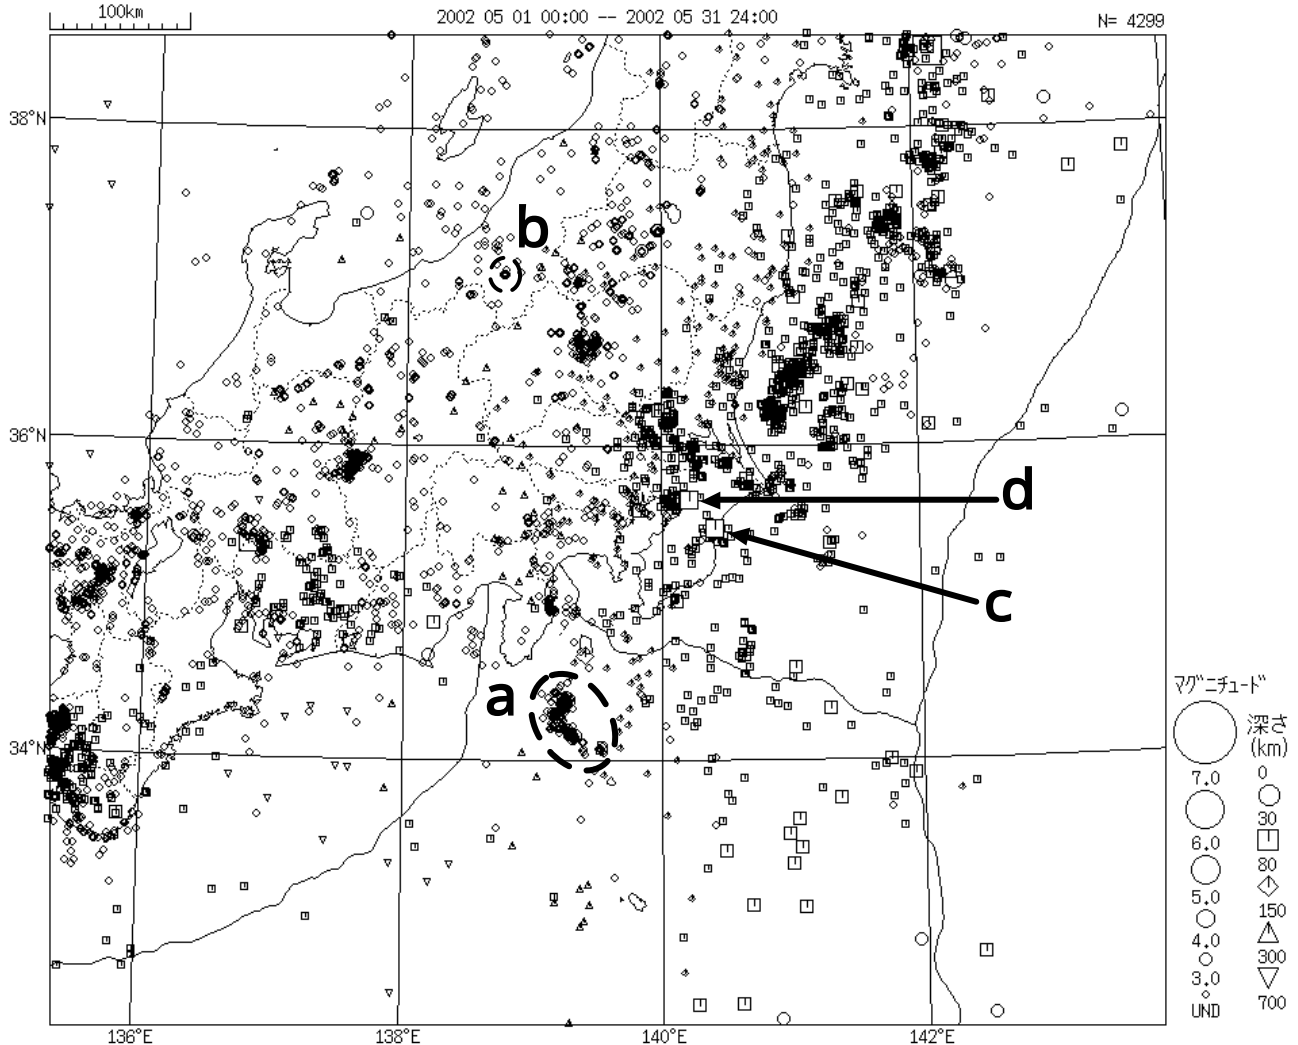 100km
2002 05 01 00:00 -- 2002 05 31 24:00
N= 4299
38°N
b
36°N
d
c
a
34°N
136°E
138°E
140°E
142°E
ﾏｸﾞﾆﾁｭｰﾄﾞ
7.0
6.0
5.0
4.0
3.0
UND
深さ
(km)
0
30
80
150
300
700